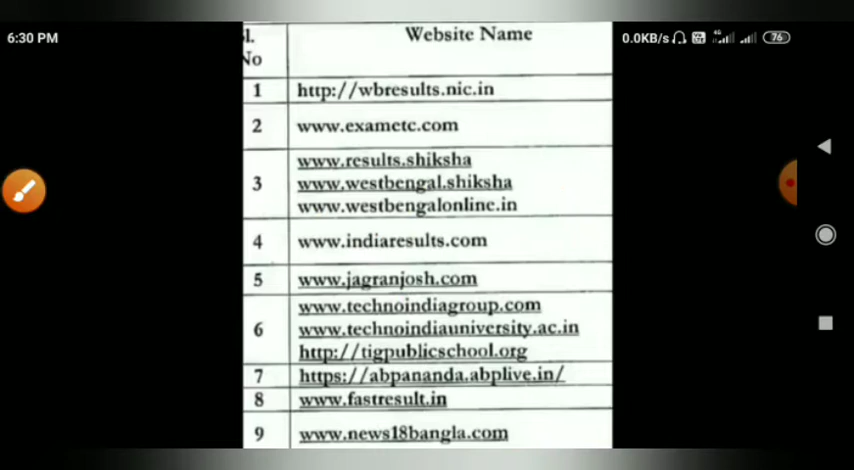 6:30 PM
0.0KB/s
4G
76
Sl.
No
Website Name
1
http://wbresults.nic.in
2
www.exametc.com
3
www.results.shiksha
www.westbengal.shiksha
www.westbengalonline.in
4
www.indiaresults.com
5
www.jagranjosh.com
6
www.technoindiagroup.com
www.technoindiauniversity.ac.in
http://tigpublicschool.org
7
https://abpananda.abplive.in/
8
www.fastresult.in
9
www.news18bangla.com